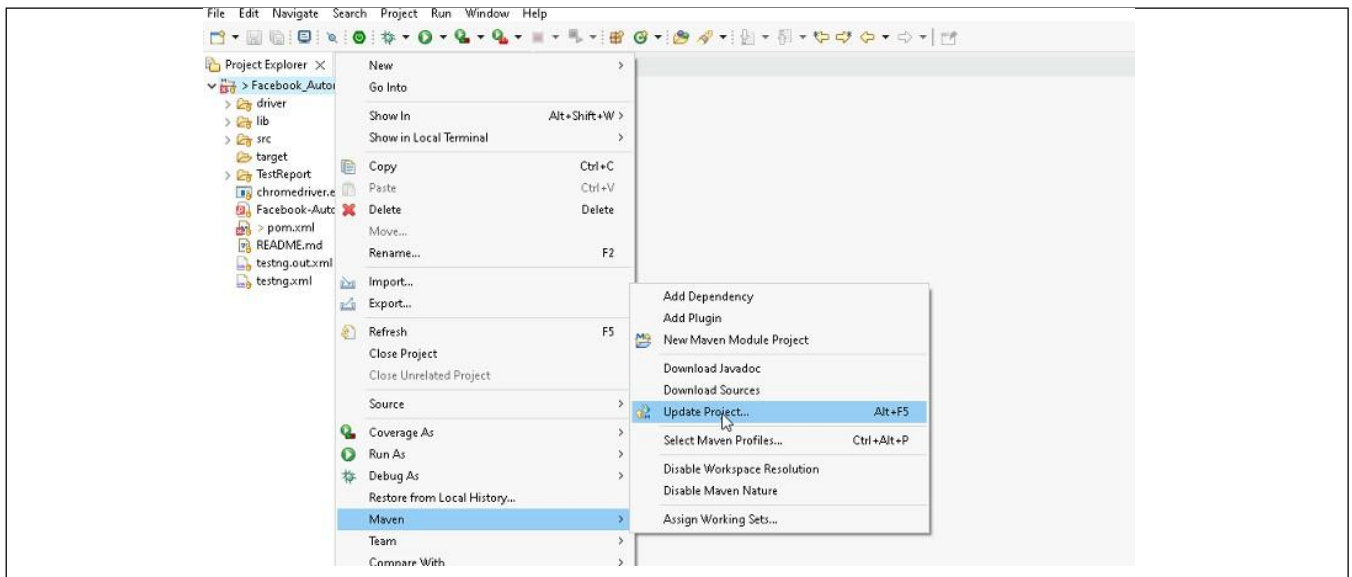 File Edit Navigate Search Project Run Window Help
Project Explorer
> Facebook_Autor
driver
lib
src
target
TestReport
chromedriver.e
Facebook-Auto
> pom.xml
README.md
testng.out.xml
testng.xml
New
Go Into
Show In Alt+Shift+W
Show in Local Terminal
Copy Ctrl+C
Paste Ctrl+V
Delete Delete
Move...
Rename... F2
Import...
Export...
Refresh F5
Close Project
Close Unrelated Project
Source
Coverage As
Run As
Debug As
Restore from Local History...
Maven
Team
Compare With
Add Dependency
Add Plugin
New Maven Module Project
Download Javadoc
Download Sources
Update Project... Alt+F5
Select Maven Profiles... Ctrl+Alt+P
Disable Workspace Resolution
Disable Maven Nature
Assign Working Sets...